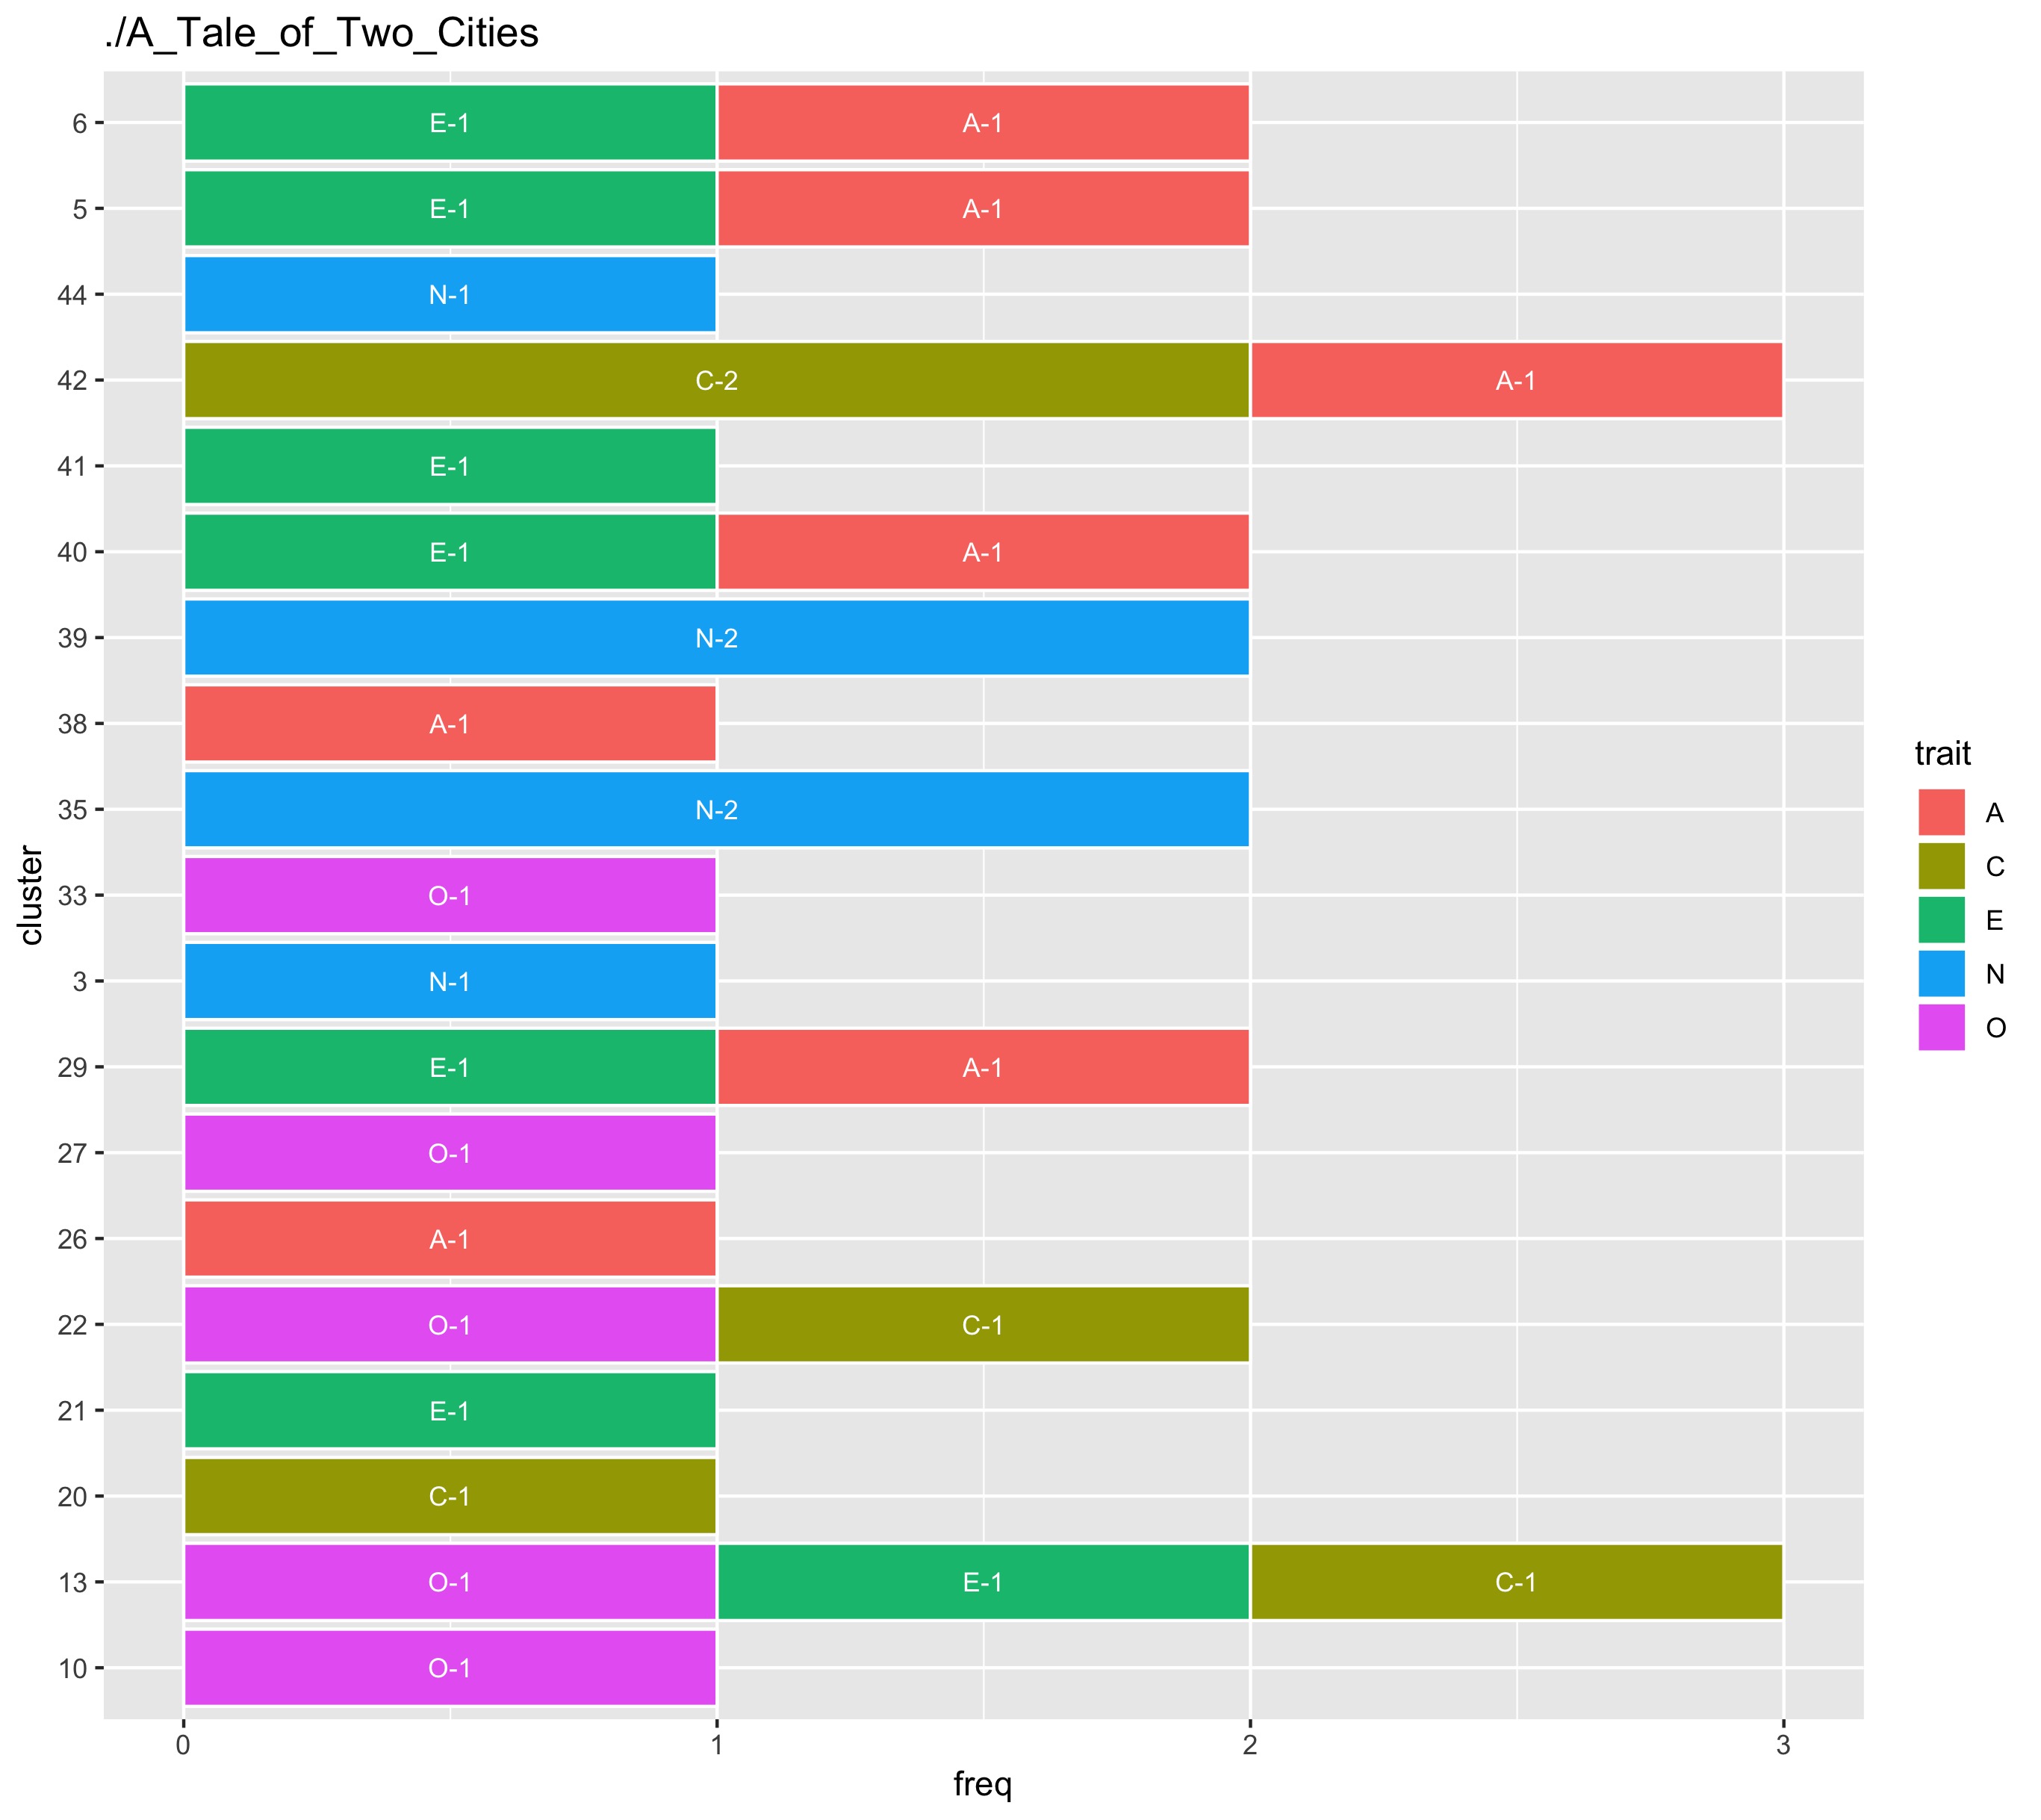 ./A_Tale_of_Two_Cities
6 E-1 A-1
5 E-1 A-1
44 N-1
42 C-2 A-1
41 E-1
40 E-1 A-1
39 N-2
38 A-1
35 N-2
33 O-1
3 N-1
29 E-1 A-1
27 O-1
26 A-1
22 O-1 C-1
21 E-1
20 C-1
13 O-1 E-1 C-1
10 O-1
0 1 2 3
freq
cluster
trait
A
C
E
N
O